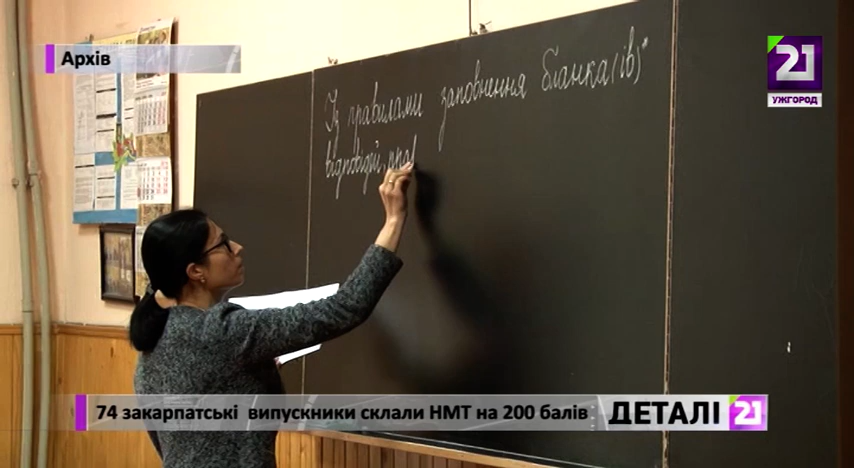 Архів
21
УЖГОРОД
Із правилами заповнення бланка(ів)"
відповідей, про
74 закарпатські випускники склали НМТ на 200 балів
ДЕТАЛІ 21